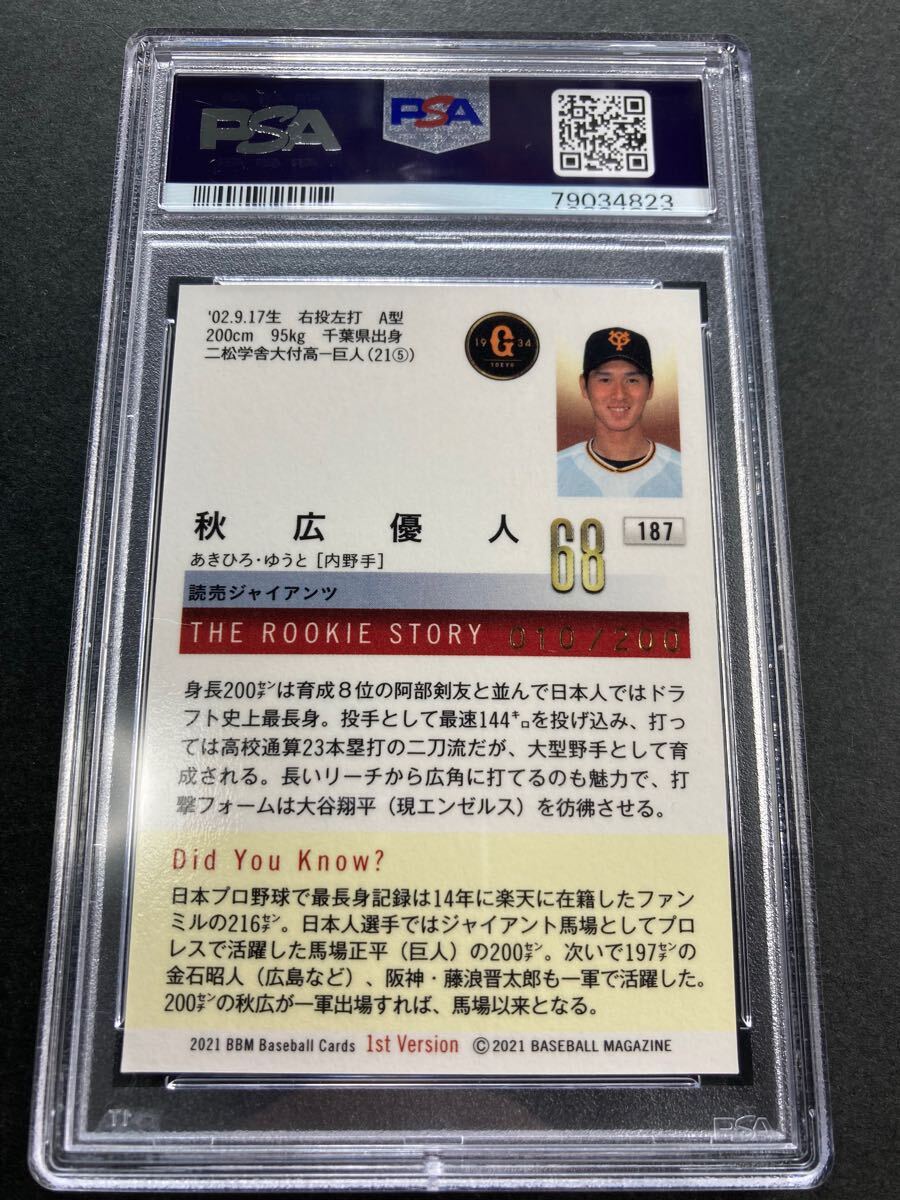 PSA
PSA
79034823
'02.9.17生 右投左打 A型
200cm 95kg 千葉県出身
二松学舎大付高ー巨人(21⑤)
19 G 34
TOKYO
秋広優人
あきひろ・ゆうと［内野手］
68
187
読売ジャイアンツ
THE ROOKIE STORY 010/200
身長200㌢は育成8位の阿部剣友と並んで日本人ではドラ
フト史上最長身。投手として最速144㌔を投げ込み、打っ
ては高校通算23本塁打の二刀流だが、大型野手として育
成される。長いリーチから広角に打てるのも魅力で、打
撃フォームは大谷翔平（現エンゼルス）を彷彿させる。
Did You Know?
日本プロ野球で最長身記録は14年に楽天に在籍したファン
ミルの216㌢。日本人選手ではジャイアント馬場としてプロ
レスで活躍した馬場正平（巨人）の200㌢。次いで197㌢の
金石昭人（広島など）、阪神・藤浪晋太郎も一軍で活躍した。
200㌢の秋広が一軍出場すれば、馬場以来となる。
2021 BBM Baseball Cards 1st Version ©2021 BASEBALL MAGAZINE
PSA